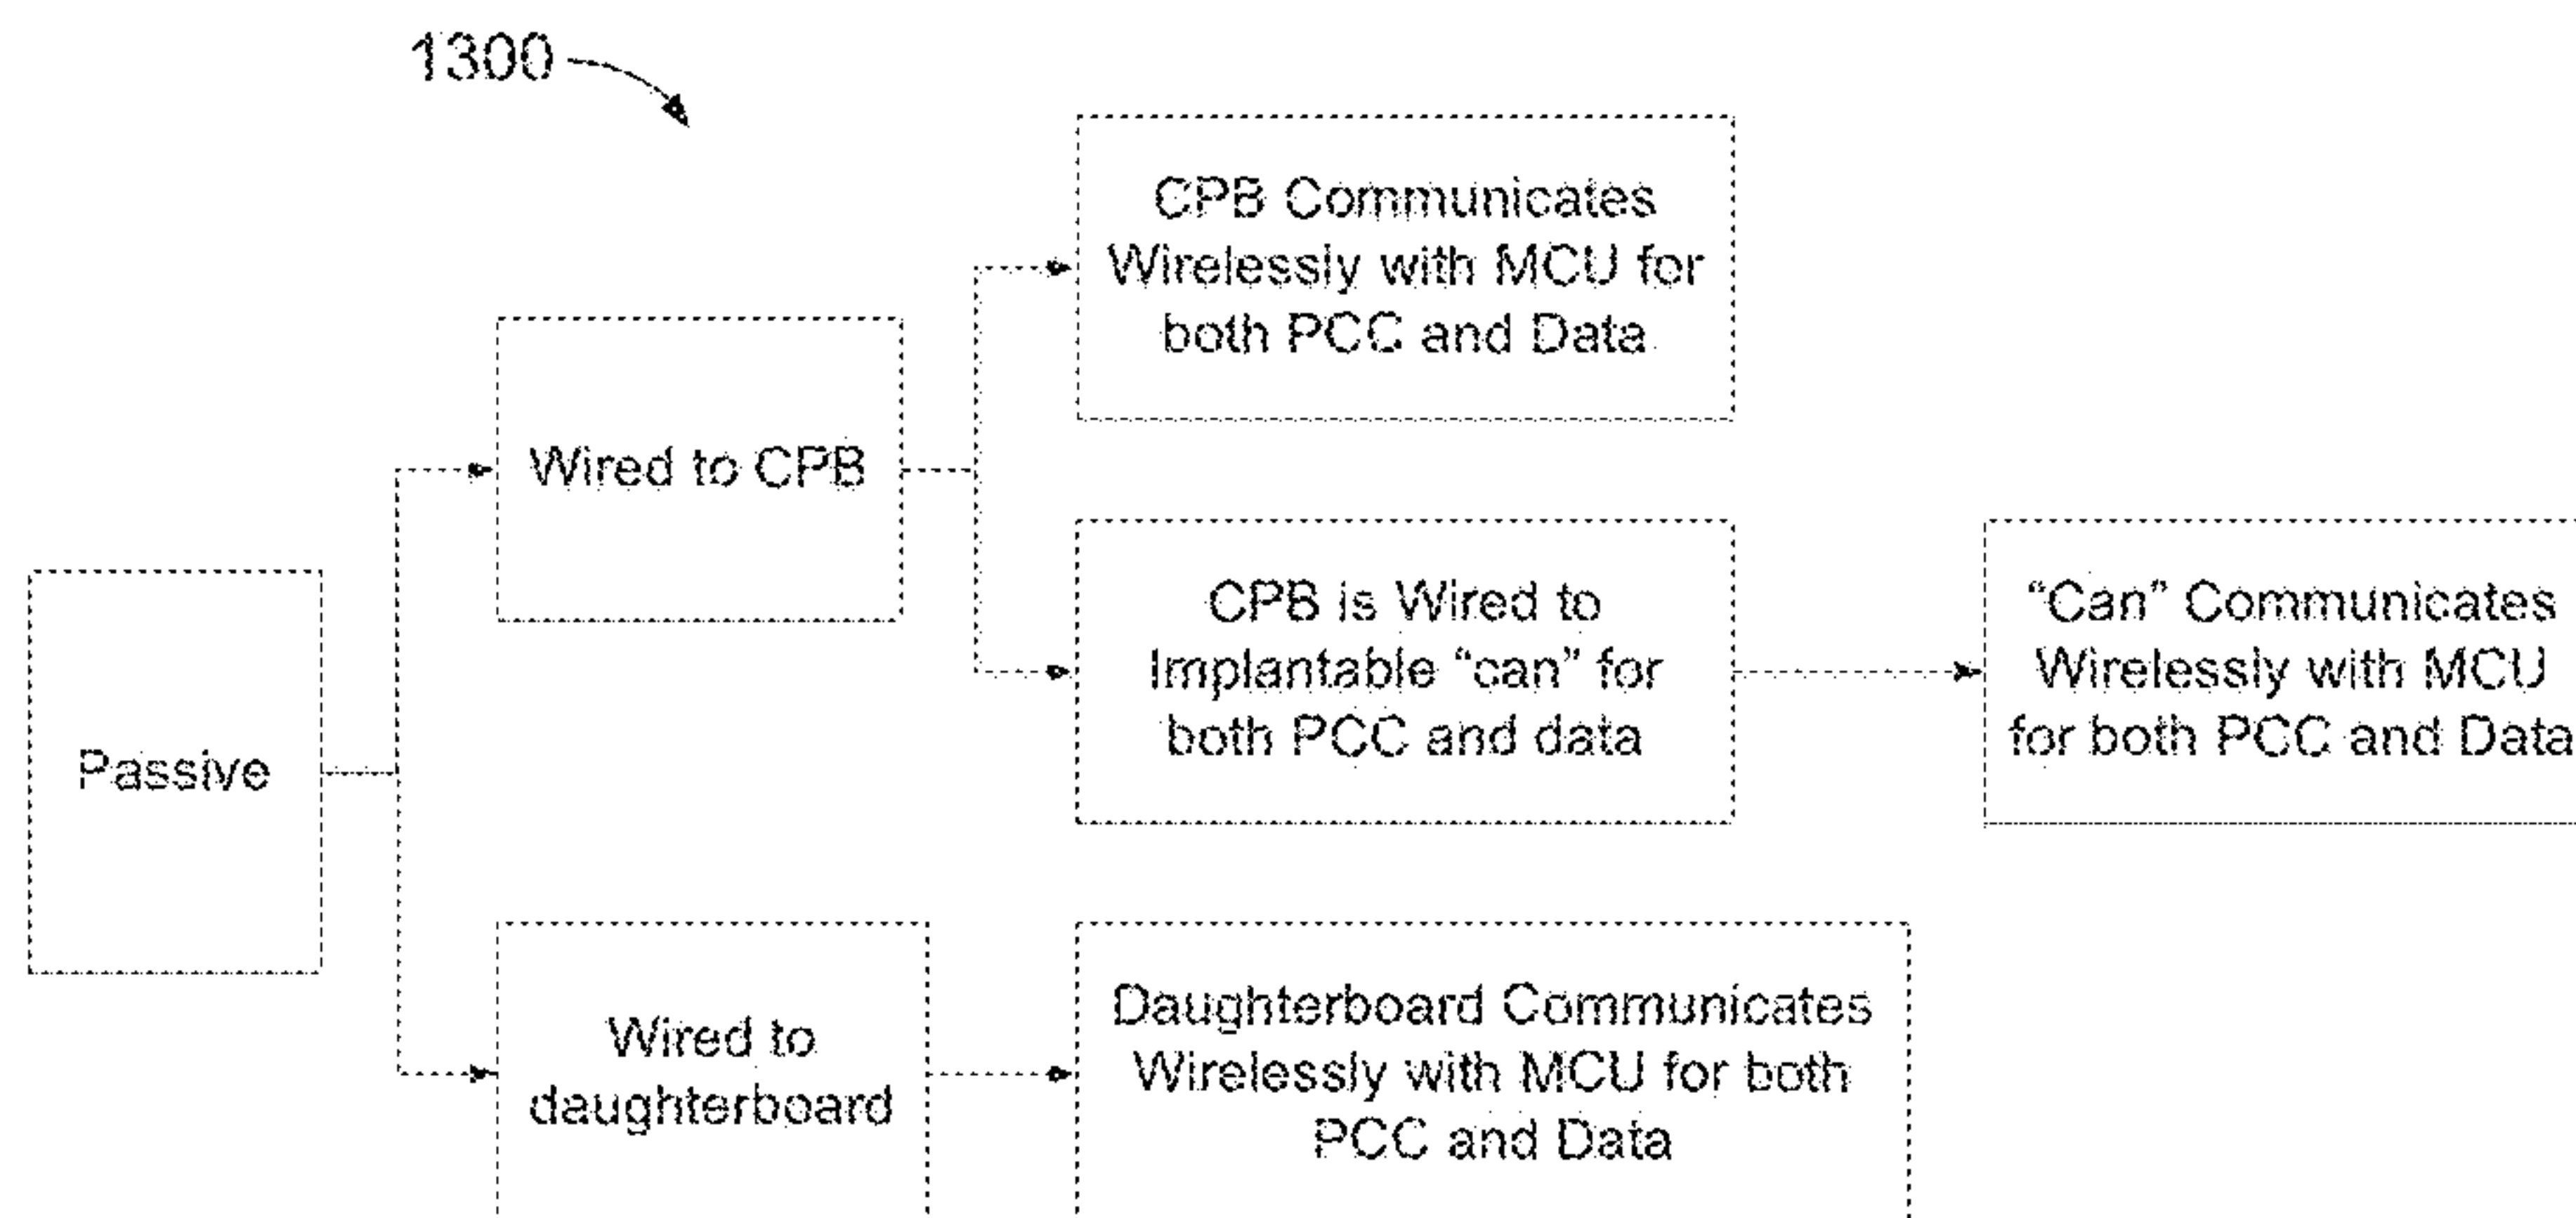 1300
CPB Communicates
Wirelessly with MCU for
both PCC and Data
Wired to CPB
CPB is Wired to
Implantable “can” for
both PCC and data
“Can” Communicates
Wirelessly with MCU
for both PCC and Data
Passive
Wired to
daughterboard
Daughterboard Communicates
Wirelessly with MCU for both
PCC and Data